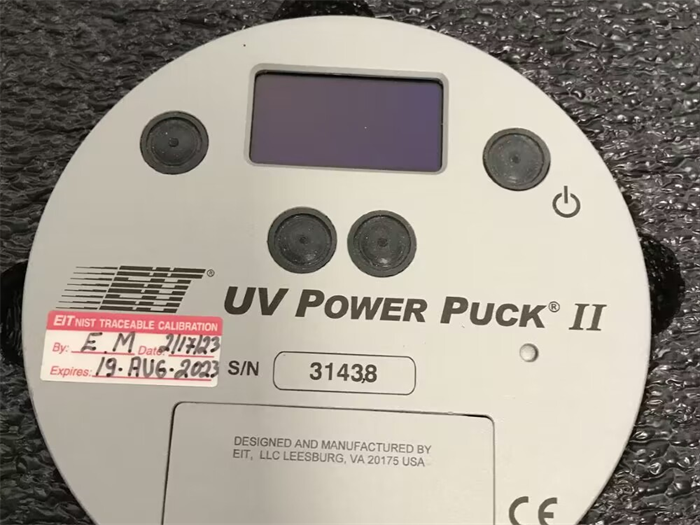 EIT®
UV POWER PUCK® II
EIT NIST TRACEABLE CALIBRATION
By: E.M Date: 2/17/23
Expires: 19-AUG-2023
S/N 31438
DESIGNED AND MANUFACTURED BY
EIT, LLC LEESBURG, VA 20175 USA
CE